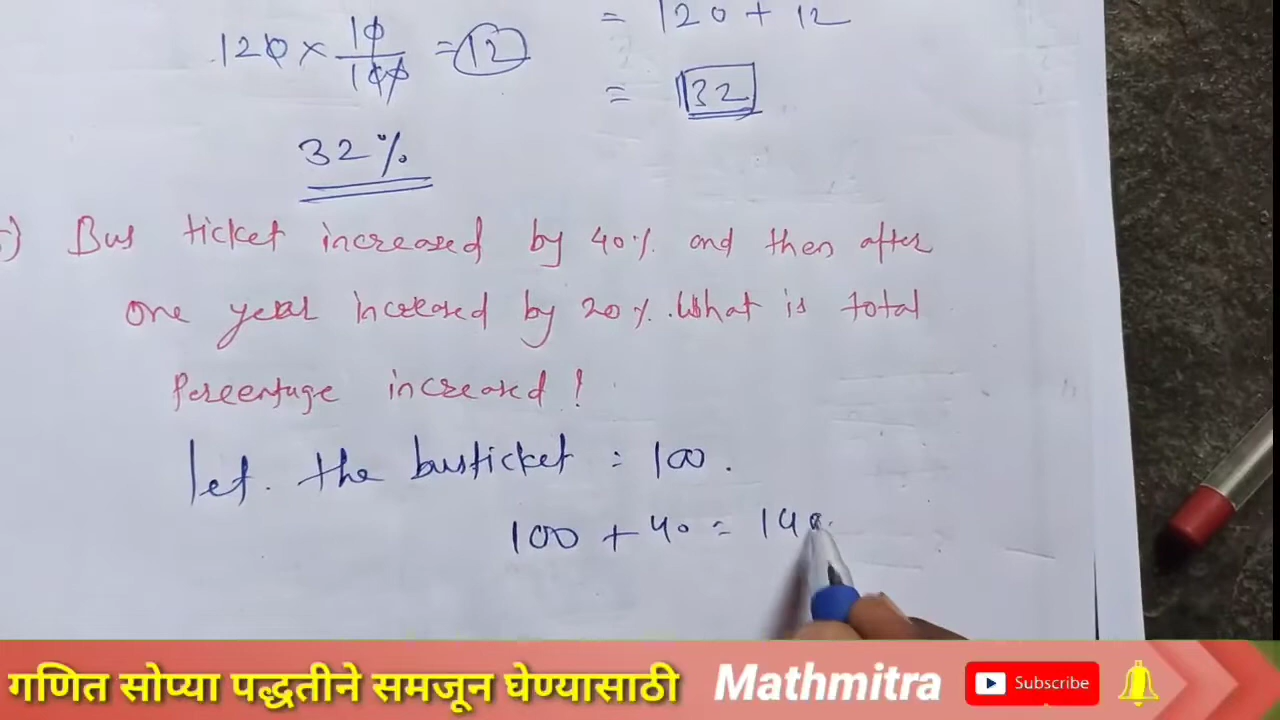 = 120 + 12
120 × 10/100 = 12
= 132
32%
Bus ticket increased by 40% and then after
one year increased by 20%. What is total
Percentage increased!
let. the busticket = 100.
100 + 40 = 140
गणित सोप्या पद्धतीने समजून घेण्यासाठी Mathmitra Subscribe